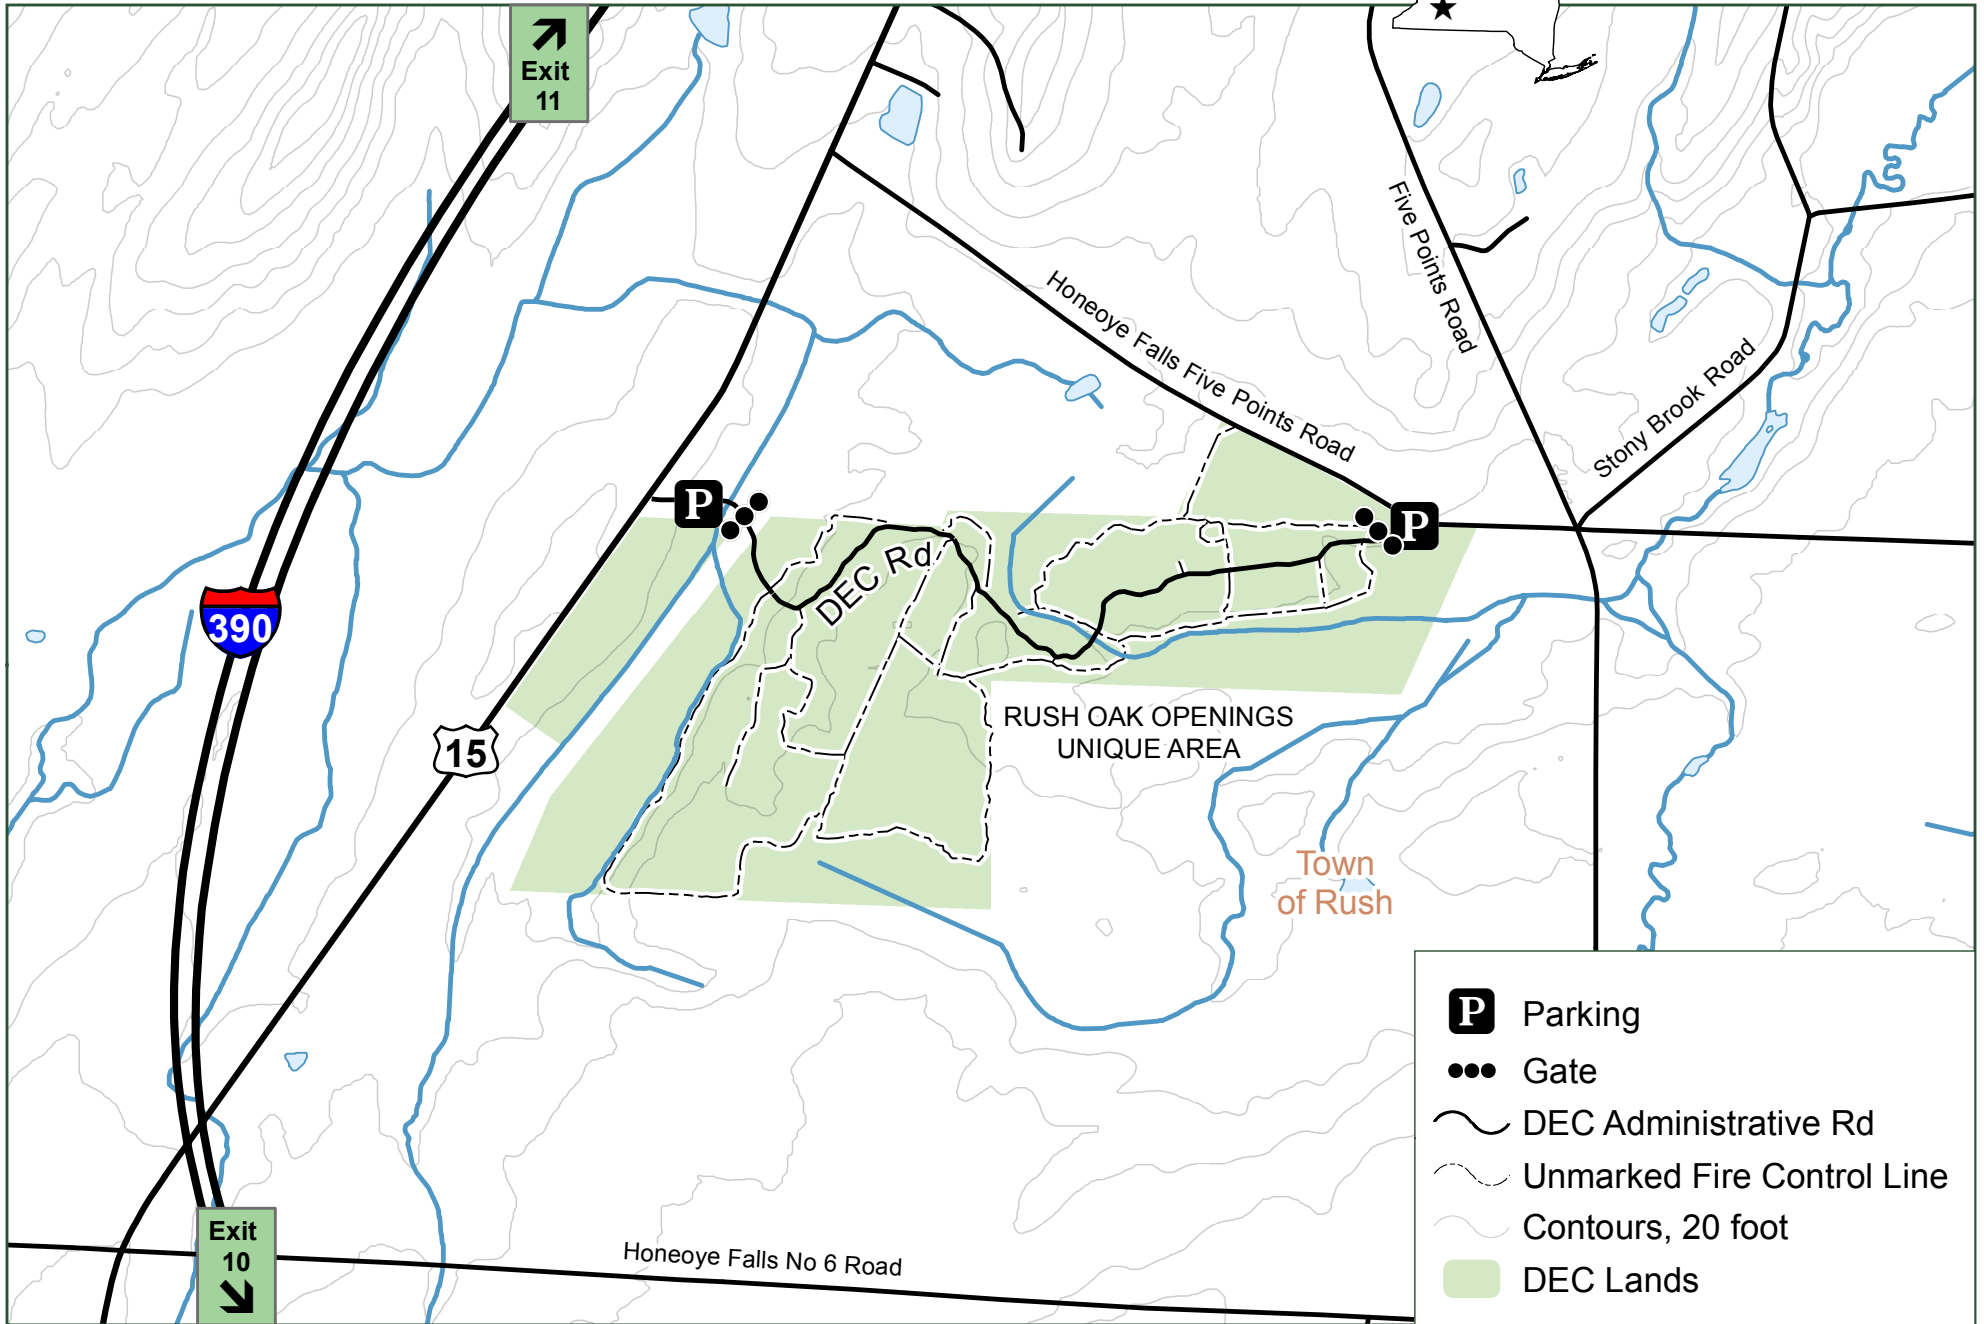 Exit
11
Five Points Road
Honeoye Falls Five Points Road
Stony Brook Road
P
P
DEC Rd
390
15
RUSH OAK OPENINGS
UNIQUE AREA
Town
of Rush
Exit
10
Honeoye Falls No 6 Road
P Parking
Gate
DEC Administrative Rd
Unmarked Fire Control Line
Contours, 20 foot
DEC Lands